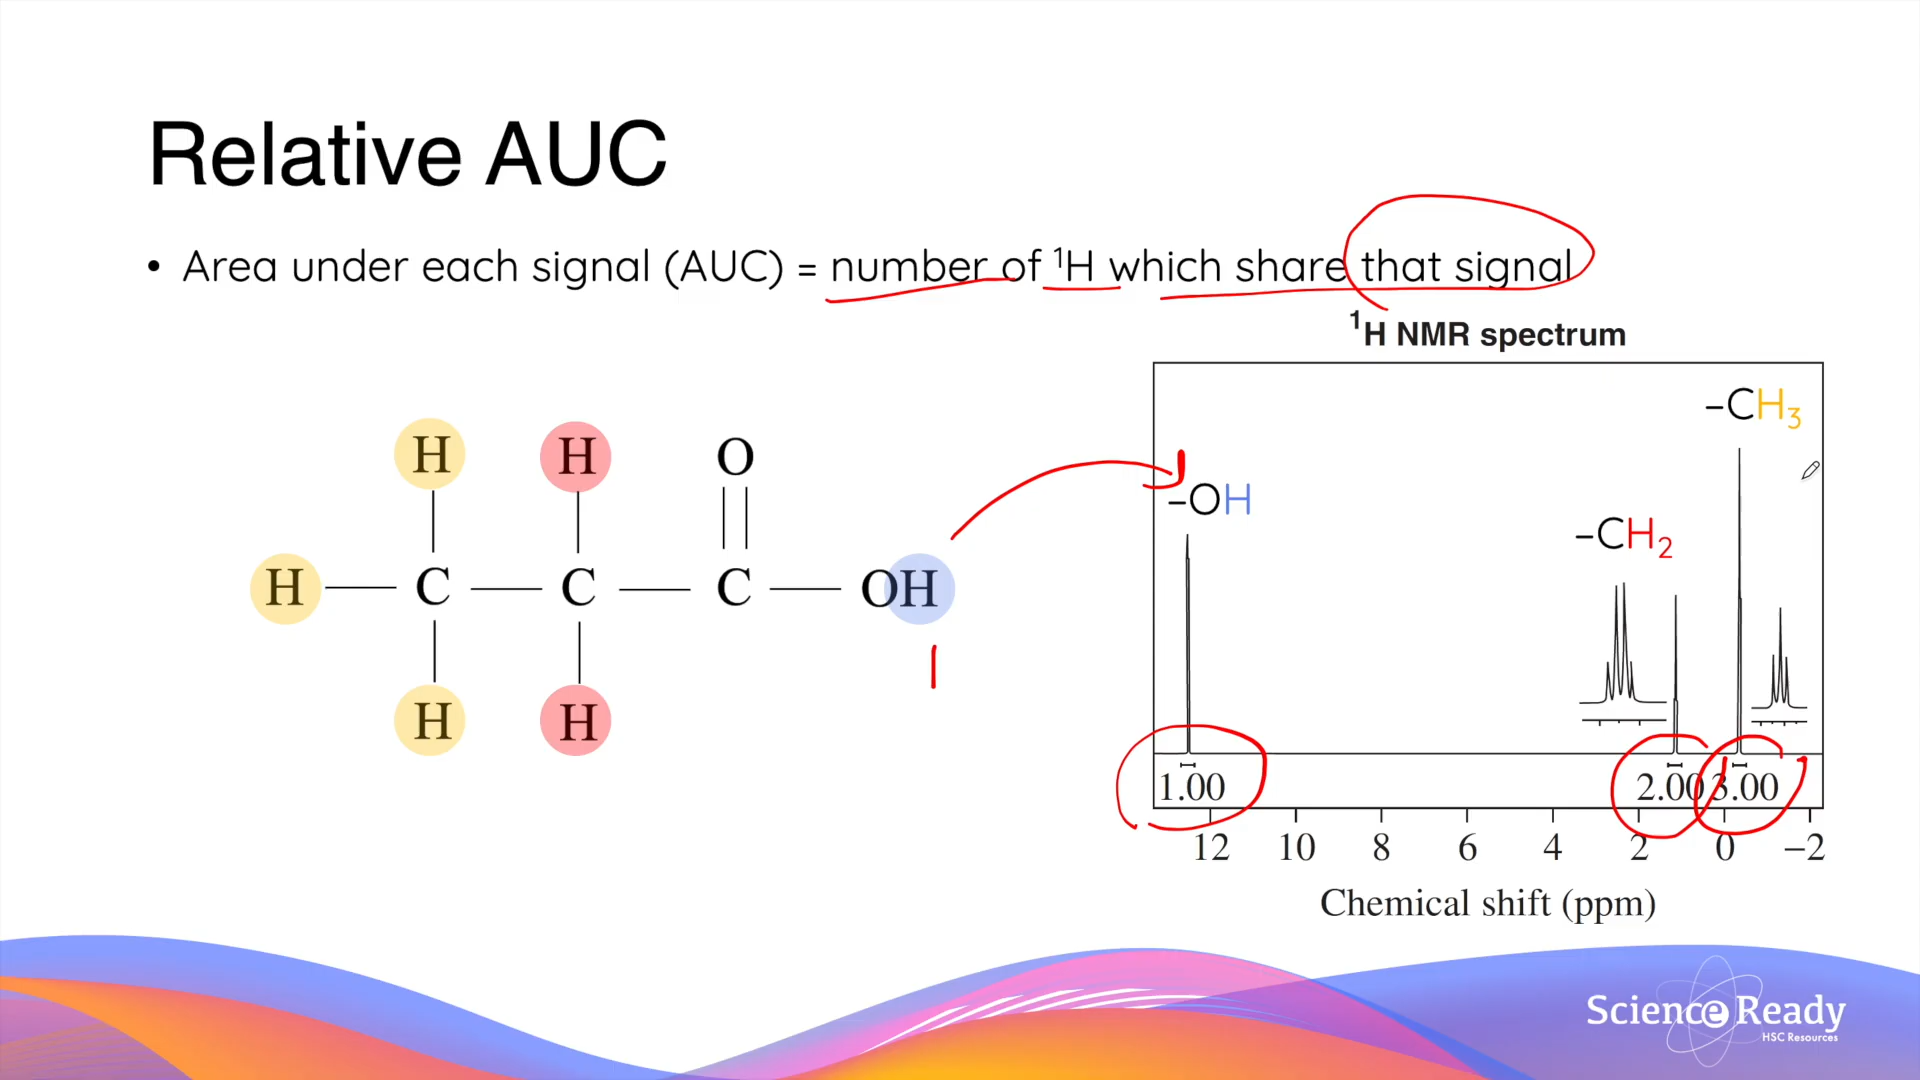 Relative AUC
• Area under each signal (AUC) = number of ¹H which share that signal
¹H NMR spectrum
–CH₃
H H O
–OH
–CH₂
H C C C OH
1
H H
1.00 2.00 3.00
12 10 8 6 4 2 0 −2
Chemical shift (ppm)
Science Ready
HSC Resources